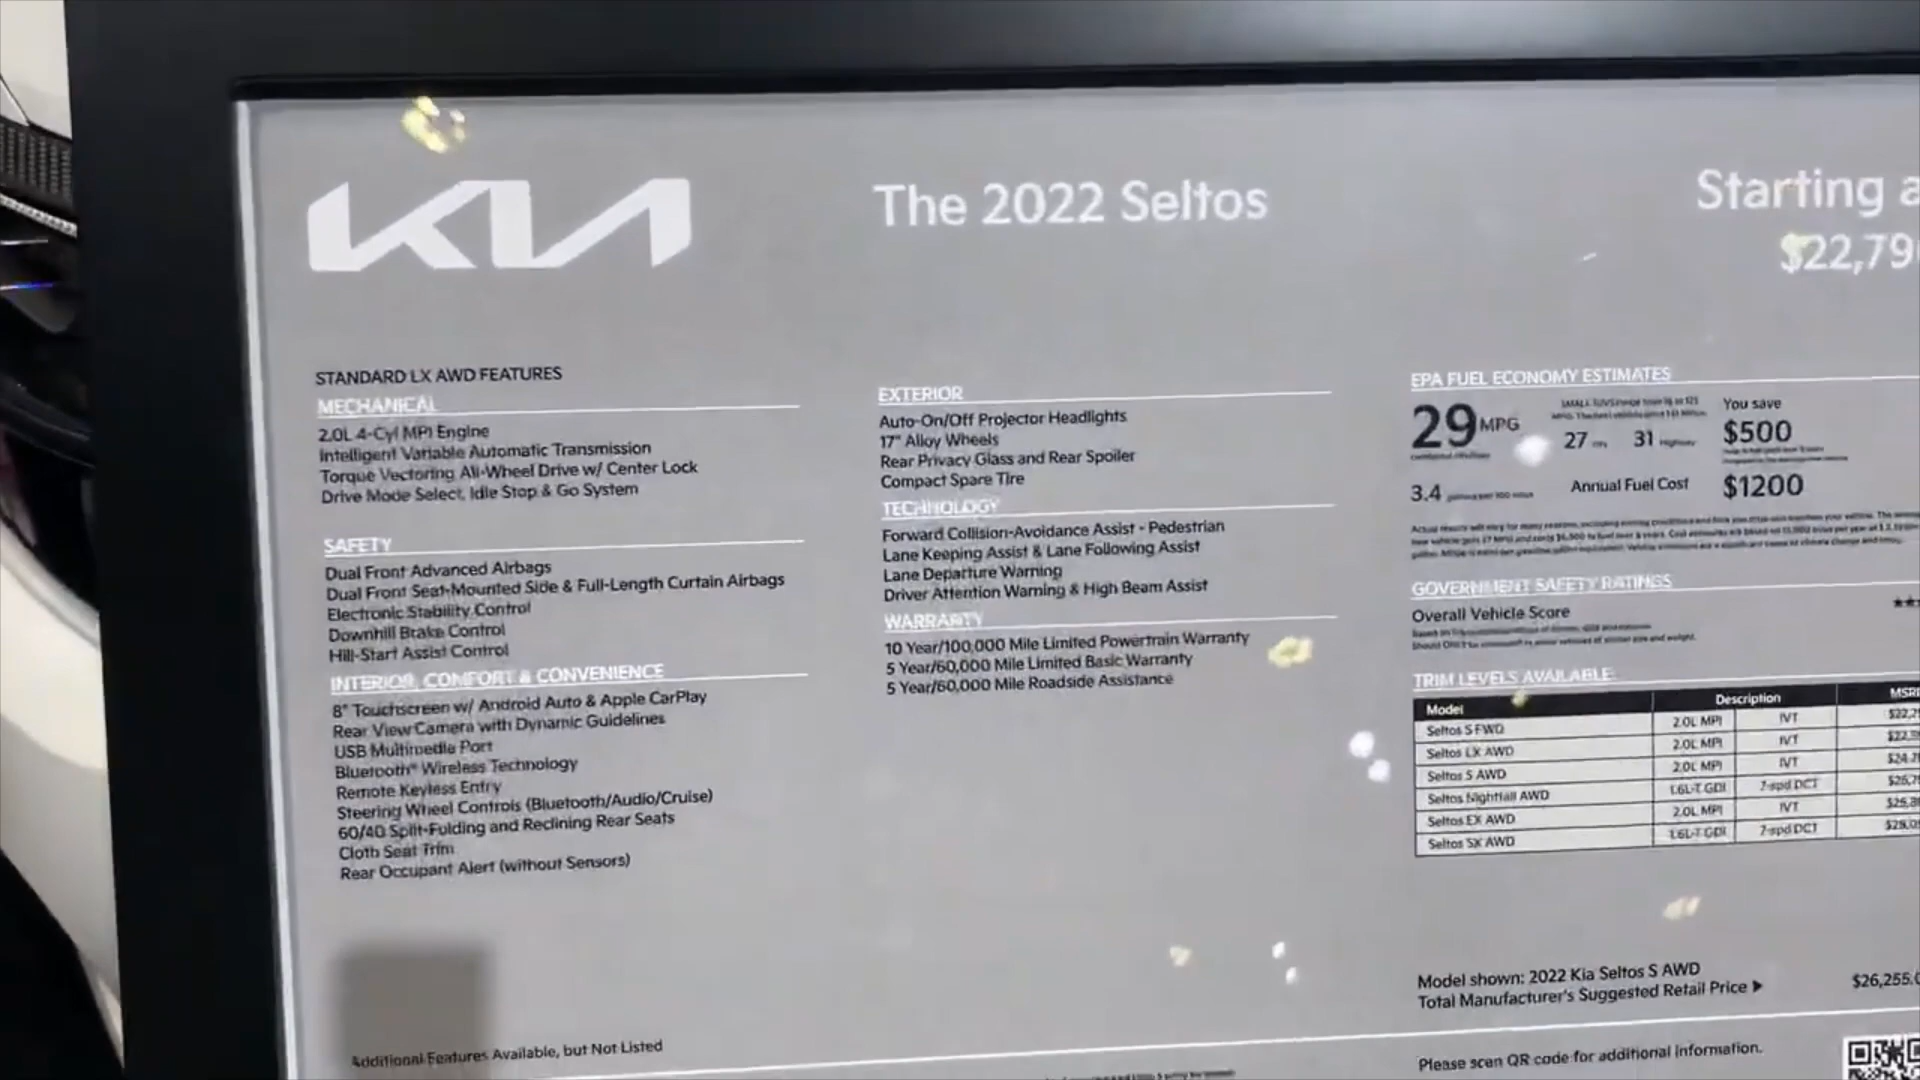 KIA
The 2022 Seltos
Starting
$22,79
STANDARD LX AWD FEATURES
MECHANICAL
2.0L 4-Cyl MPI Engine
Intelligent Variable Automatic Transmission
Torque Vectoring All-Wheel Drive w/ Center Lock
Drive Mode Select, Idle Stop & Go System
SAFETY
Dual Front Advanced Airbags
Dual Front Seat-Mounted Side & Full-Length Curtain Airbags
Electronic Stability Control
Downhill Brake Control
Hill-Start Assist Control
INTERIOR, COMFORT & CONVENIENCE
8" Touchscreen w/ Android Auto & Apple CarPlay
Rear View Camera with Dynamic Guidelines
USB Multimedia Port
Bluetooth® Wireless Technology
Remote Keyless Entry
Steering Wheel Controls (Bluetooth/Audio/Cruise)
60/40 Split-Folding and Reclining Rear Seats
Cloth Seat Trim
Rear Occupant Alert (without Sensors)
Additional Features Available, but Not Listed
EXTERIOR
Auto-On/Off Projector Headlights
17" Alloy Wheels
Rear Privacy Glass and Rear Spoiler
Compact Spare Tire
TECHNOLOGY
Forward Collision-Avoidance Assist - Pedestrian
Lane Keeping Assist & Lane Following Assist
Lane Departure Warning
Driver Attention Warning & High Beam Assist
WARRANTY
10 Year/100,000 Mile Limited Powertrain Warranty
5 Year/60,000 Mile Limited Basic Warranty
5 Year/60,000 Mile Roadside Assistance
EPA FUEL ECONOMY ESTIMATES
29 MPG
27 city 31 highway
You save
$500
3.4
Annual Fuel Cost $1200
GOVERNMENT SAFETY RATINGS
Overall Vehicle Score
TRIM LEVELS AVAILABLE:
Model Description MSRP
Seltos S FWD 2.0L MPI IVT
Seltos LX AWD 2.0L MPI IVT
Seltos S AWD 2.0L MPI IVT
Seltos Nightfall AWD 1.6L-T GDI 7-spd DCT
Seltos EX AWD 2.0L MPI IVT
Seltos SX AWD 1.6L-T GDI 7-spd DCT
Model shown: 2022 Kia Seltos S AWD
Total Manufacturer's Suggested Retail Price ▶ $26,255.0
Please scan QR code for additional information.